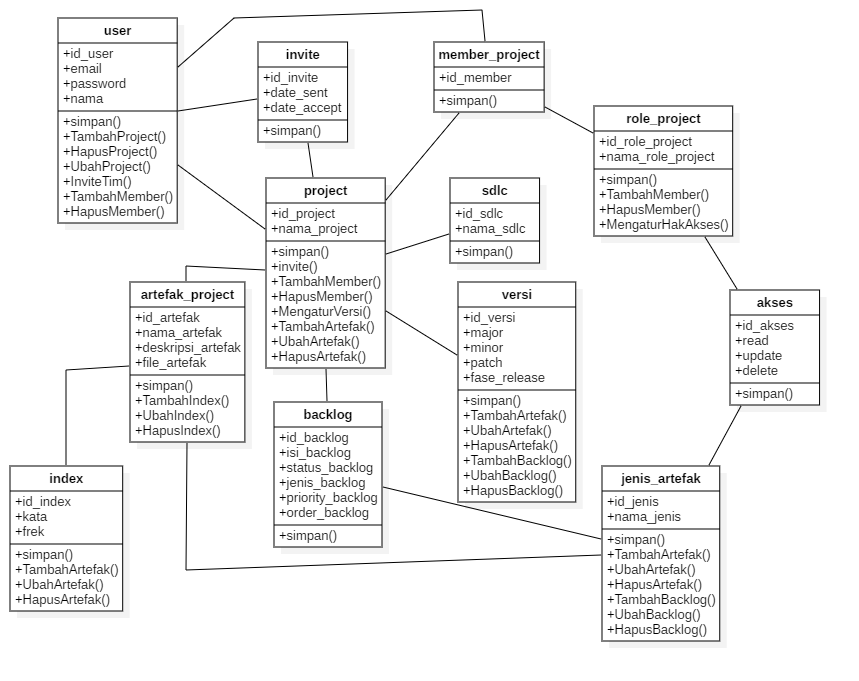 user
+id_user
+email
+password
+nama
+simpan()
+TambahProject()
+HapusProject()
+UbahProject()
+InviteTim()
+TambahMember()
+HapusMember()
invite
+id_invite
+date_sent
+date_accept
+simpan()
member_project
+id_member
+simpan()
role_project
+id_role_project
+nama_role_project
+simpan()
+TambahMember()
+HapusMember()
+MengaturHakAkses()
project
+id_project
+nama_project
+simpan()
+invite()
+TambahMember()
+HapusMember()
+MengaturVersi()
+TambahArtefak()
+UbahArtefak()
+HapusArtefak()
sdlc
+id_sdlc
+nama_sdlc
+simpan()
artefak_project
+id_artefak
+nama_artefak
+deskripsi_artefak
+file_artefak
+simpan()
+TambahIndex()
+UbahIndex()
+HapusIndex()
versi
+id_versi
+major
+minor
+patch
+fase_release
+simpan()
+TambahArtefak()
+UbahArtefak()
+HapusArtefak()
+TambahBacklog()
+UbahBacklog()
+HapusBacklog()
akses
+id_akses
+read
+update
+delete
+simpan()
backlog
+id_backlog
+isi_backlog
+status_backlog
+jenis_backlog
+priority_backlog
+order_backlog
+simpan()
index
+id_index
+kata
+frek
+simpan()
+TambahArtefak()
+UbahArtefak()
+HapusArtefak()
jenis_artefak
+id_jenis
+nama_jenis
+simpan()
+TambahArtefak()
+UbahArtefak()
+HapusArtefak()
+TambahBacklog()
+UbahBacklog()
+HapusBacklog()